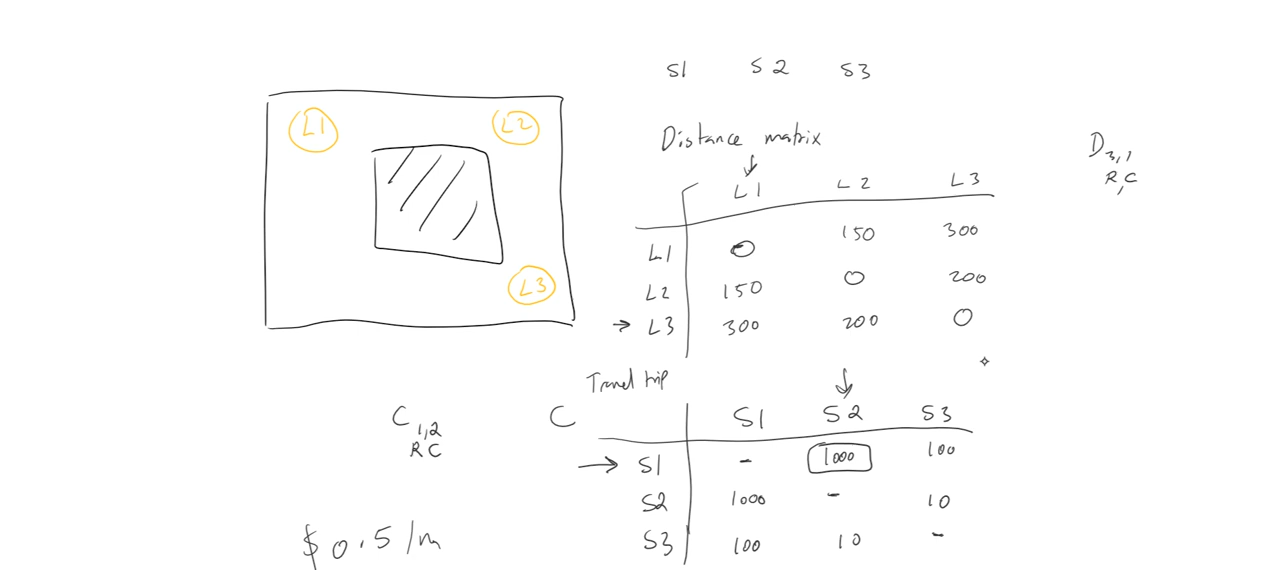 S1 S2 S3
L1 L2
L3
Distance matrix
D3,1
R,C
L1 L2 L3
L1 0 150 300
L2 150 0 200
L3 300 200 0
Travel trip
C1,2
RC
C
S1 S2 S3
S1 - 1000 100
S2 1000 - 10
S3 100 10 -
$0.5/m